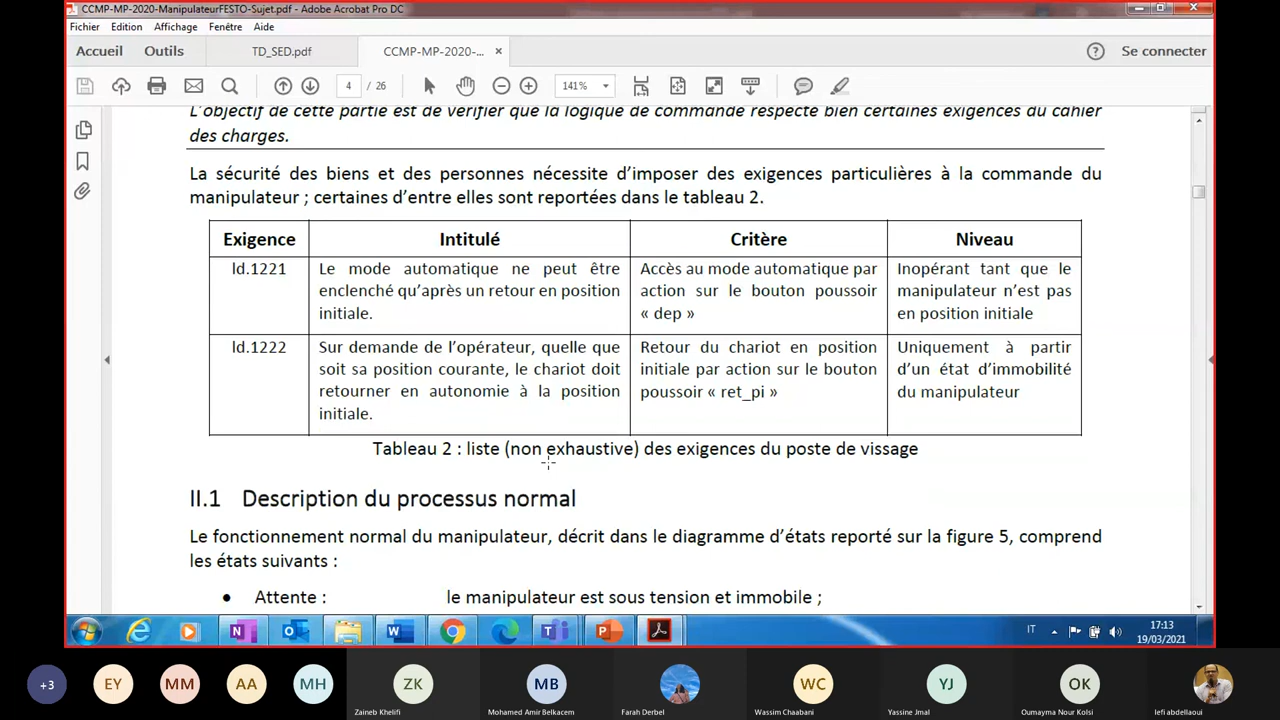 CCMP-MP-2020-ManipulateurFESTO-Sujet.pdf - Adobe Acrobat Pro DC
Fichier Edition Affichage Fenêtre Aide
Accueil Outils TD_SED.pdf CCMP-MP-2020-... × Se connecter
4 / 26 141%
L'objectif de cette partie est de vérifier que la logique de commande respecte bien certaines exigences du cahier
des charges.
La sécurité des biens et des personnes nécessite d'imposer des exigences particulières à la commande du
manipulateur ; certaines d'entre elles sont reportées dans le tableau 2.
Exigence Intitulé Critère Niveau
Id.1221 Le mode automatique ne peut être Accès au mode automatique par Inopérant tant que le
enclenché qu'après un retour en position action sur le bouton poussoir manipulateur n'est pas
initiale. « dep » en position initiale
Id.1222 Sur demande de l'opérateur, quelle que Retour du chariot en position Uniquement à partir
soit sa position courante, le chariot doit initiale par action sur le bouton d'un état d'immobilité
retourner en autonomie à la position poussoir « ret_pi » du manipulateur
initiale.
Tableau 2 : liste (non exhaustive) des exigences du poste de vissage
II.1 Description du processus normal
Le fonctionnement normal du manipulateur, décrit dans le diagramme d'états reporté sur la figure 5, comprend
les états suivants :
• Attente : le manipulateur est sous tension et immobile ;
IT 17:13
19/03/2021
+3 EY MM AA MH ZK MB WC YJ OK
Zaineb Khelifi Mohamed Amir Belkacem Farah Derbel Wassim Chaabani Yassine Jmal Oumayma Nour Kolsi lefi abdellaoui